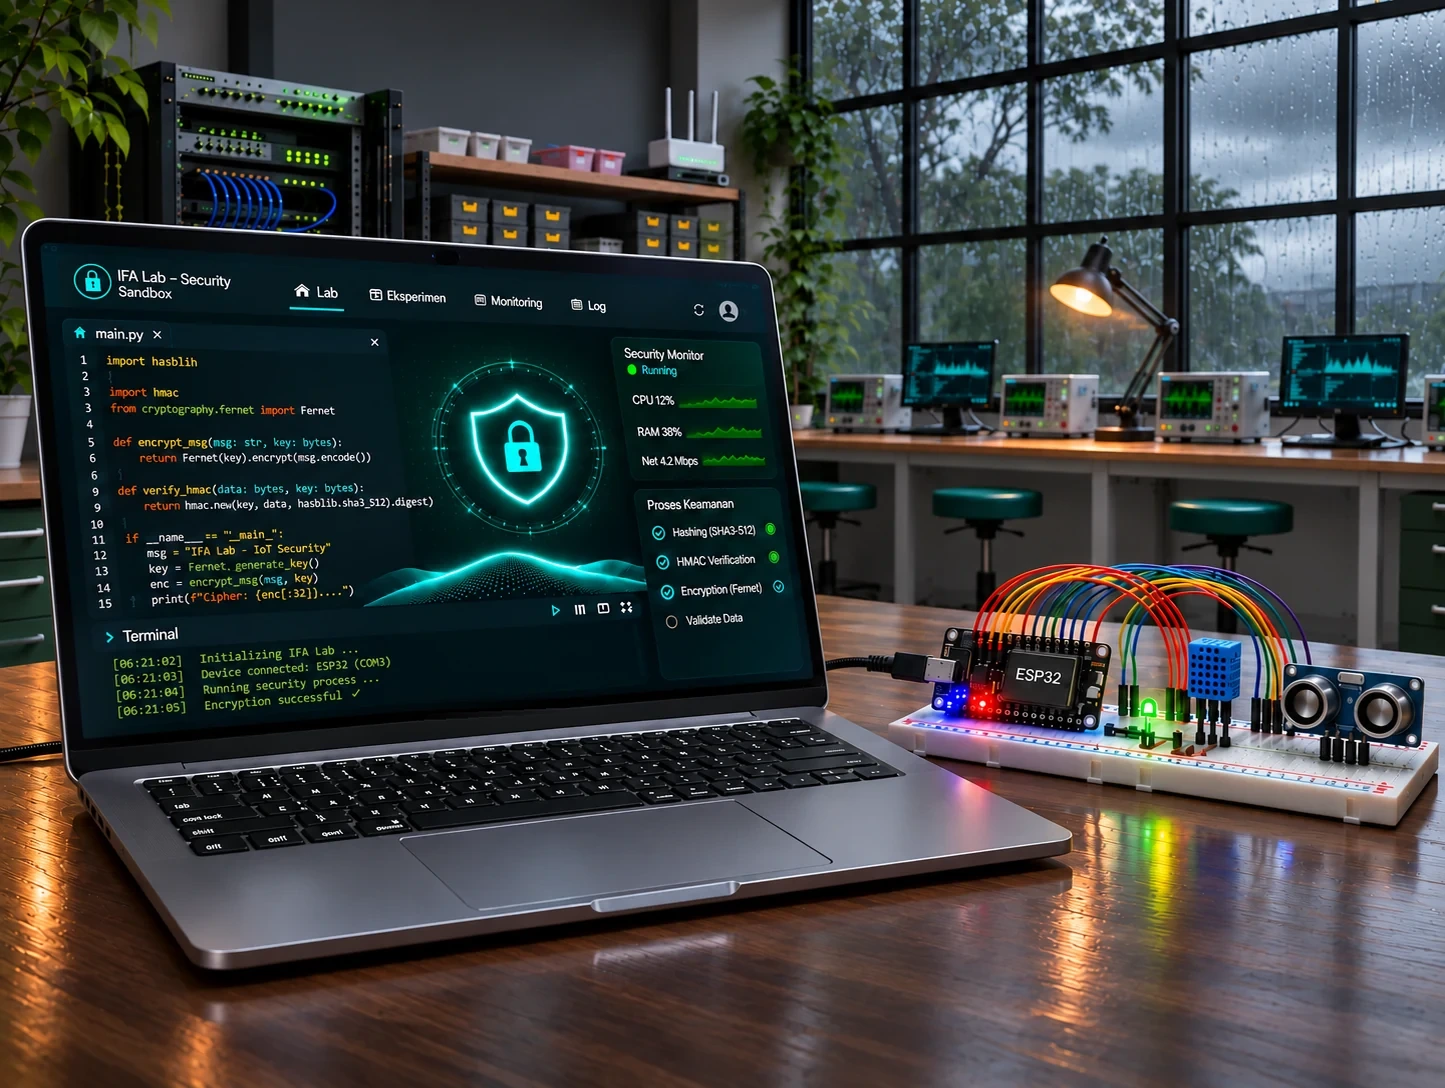 IFA Lab – Security
Sandbox
Lab
Eksperimen
Monitoring
Log
main.py ×
1 import hasblih
2
3 import hmac
3 from cryptography.fernet import Fernet
4
5 def encrypt_msg(msg: str, key: bytes):
6 return Fernet(key).encrypt(msg.encode())
6
9 def verify_hmac(data: bytes, key: bytes):
9 return hmac.new(key, data, hasblib.sha3_512).digest)
10
11 if __name___== "__main_":
12 msg = "IFA Lab - IoT Security"
13 key = Fernet. generate_key()
14 enc = encrypt_msg(msg, key)
15 print(f"Cipher: {enc[:32]}....")
Security Monitor
Running
CPU 12%
RAM 38%
Net 4.2 Mbps
Proses Keamanan
Hashing (SHA3-512)
HMAC Verification
Encryption (Fernet)
Validate Data
> Terminal
[06:21:02] Initializing IFA Lab ...
[06:21:03] Device connected: ESP32 (COM3)
[06:21:04] Running security process ...
[06:21:05] Encryption successful ✓
ESP32
tab